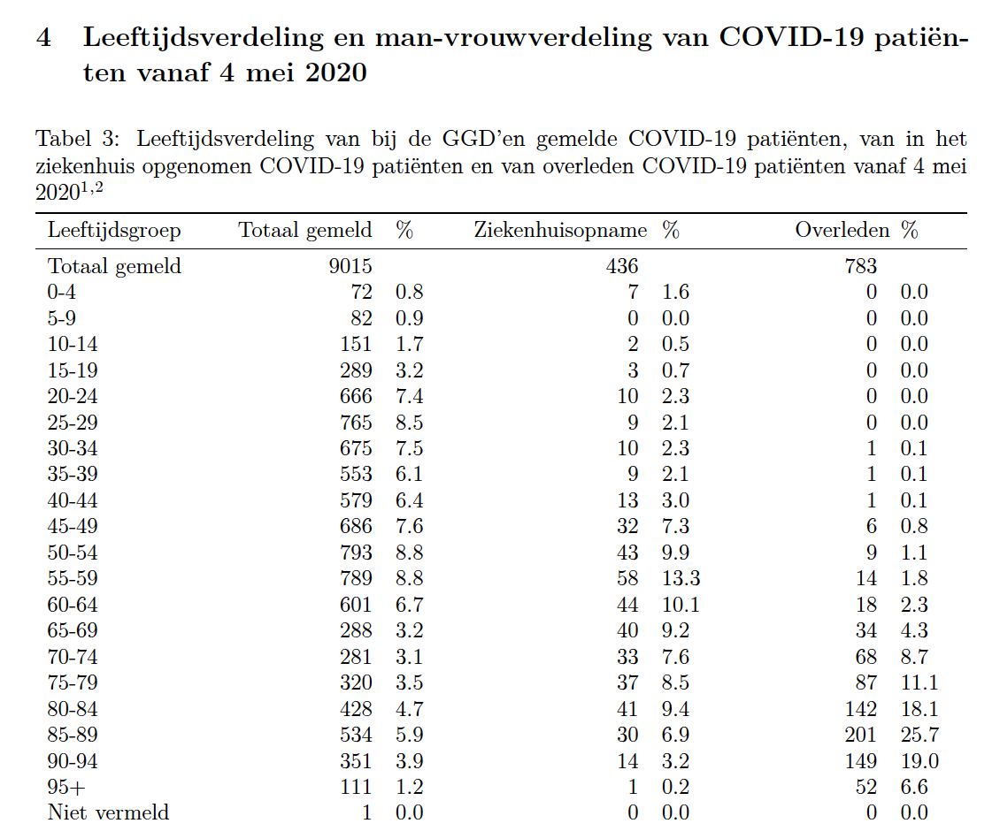 4 Leeftijdsverdeling en man-vrouwverdeling van COVID-19 patiën-
ten vanaf 4 mei 2020
Tabel 3: Leeftijdsverdeling van bij de GGD'en gemelde COVID-19 patiënten, van in het
ziekenhuis opgenomen COVID-19 patiënten en van overleden COVID-19 patiënten vanaf 4 mei
2020¹,²
Leeftijdsgroep Totaal gemeld % Ziekenhuisopname % Overleden %
Totaal gemeld 9015 436 783
0-4 72 0.8 7 1.6 0 0.0
5-9 82 0.9 0 0.0 0 0.0
10-14 151 1.7 2 0.5 0 0.0
15-19 289 3.2 3 0.7 0 0.0
20-24 666 7.4 10 2.3 0 0.0
25-29 765 8.5 9 2.1 0 0.0
30-34 675 7.5 10 2.3 1 0.1
35-39 553 6.1 9 2.1 1 0.1
40-44 579 6.4 13 3.0 1 0.1
45-49 686 7.6 32 7.3 6 0.8
50-54 793 8.8 43 9.9 9 1.1
55-59 789 8.8 58 13.3 14 1.8
60-64 601 6.7 44 10.1 18 2.3
65-69 288 3.2 40 9.2 34 4.3
70-74 281 3.1 33 7.6 68 8.7
75-79 320 3.5 37 8.5 87 11.1
80-84 428 4.7 41 9.4 142 18.1
85-89 534 5.9 30 6.9 201 25.7
90-94 351 3.9 14 3.2 149 19.0
95+ 111 1.2 1 0.2 52 6.6
Niet vermeld 1 0.0 0 0.0 0 0.0